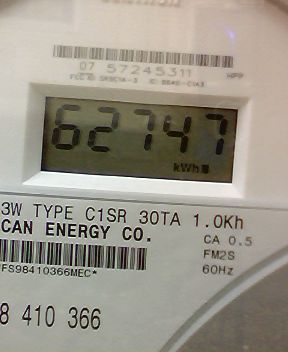 07 57245311 HPP
62747
kWh
3W TYPE C1SR 30TA 1.0Kh
CAN ENERGY CO. CA 0.5
FM2S
FS98410366MEC* 60Hz
8 410 366